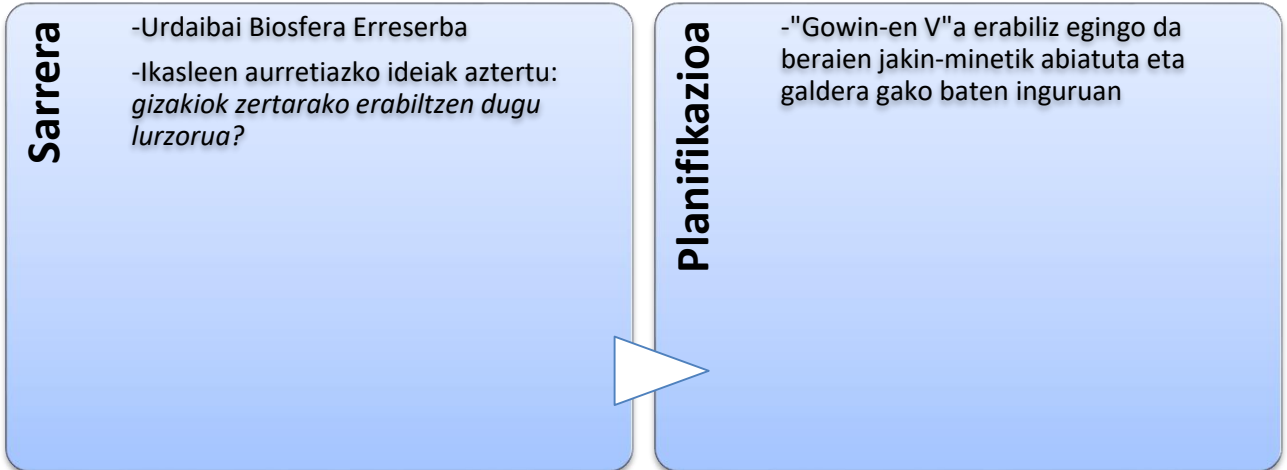 Sarrera
-Urdaibai Biosfera Erreserba
-Ikasleen aurretiazko ideiak aztertu:
gizakiok zertarako erabiltzen dugu
lurzorua?
Planifikazioa
-"Gowin-en V"a erabiliz egingo da
beraien jakin-minetik abiatuta eta
galdera gako baten inguruan